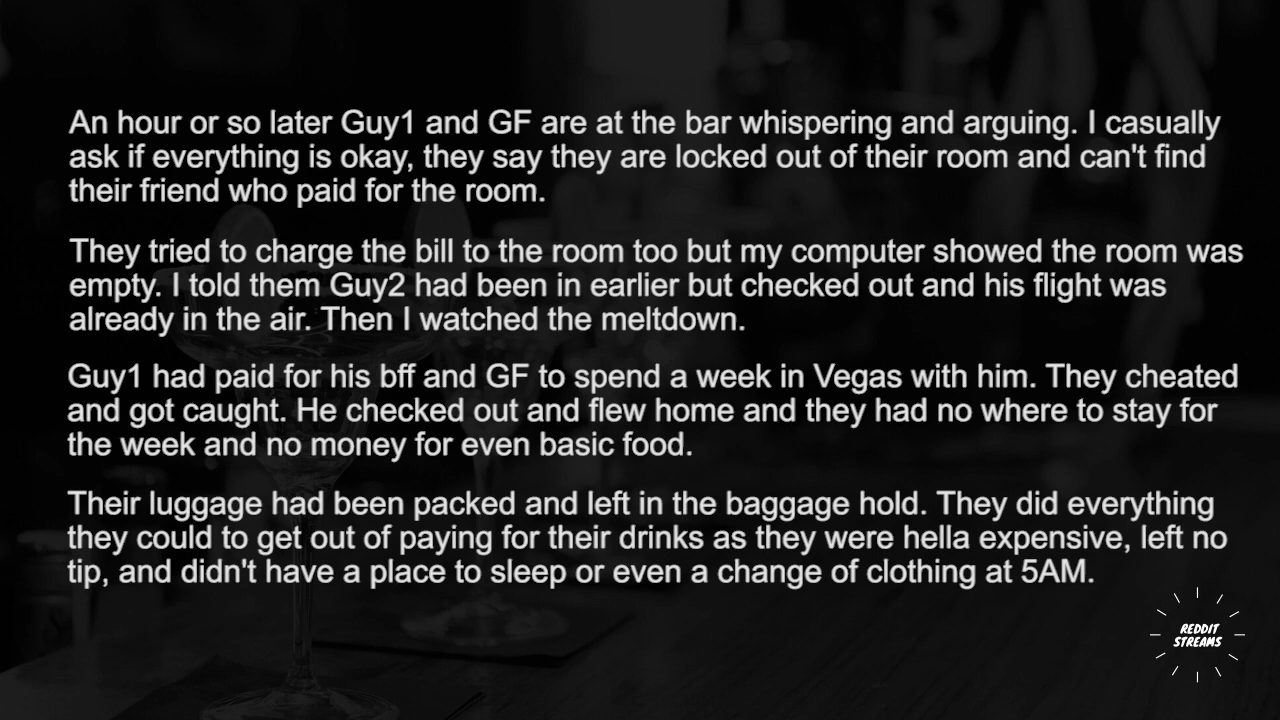 An hour or so later Guy1 and GF are at the bar whispering and arguing. I casually
ask if everything is okay, they say they are locked out of their room and can't find
their friend who paid for the room.
They tried to charge the bill to the room too but my computer showed the room was
empty. I told them Guy2 had been in earlier but checked out and his flight was
already in the air. Then I watched the meltdown.
Guy1 had paid for his bff and GF to spend a week in Vegas with him. They cheated
and got caught. He checked out and flew home and they had no where to stay for
the week and no money for even basic food.
Their luggage had been packed and left in the baggage hold. They did everything
they could to get out of paying for their drinks as they were hella expensive, left no
tip, and didn't have a place to sleep or even a change of clothing at 5AM.
REDDIT
STREAMS